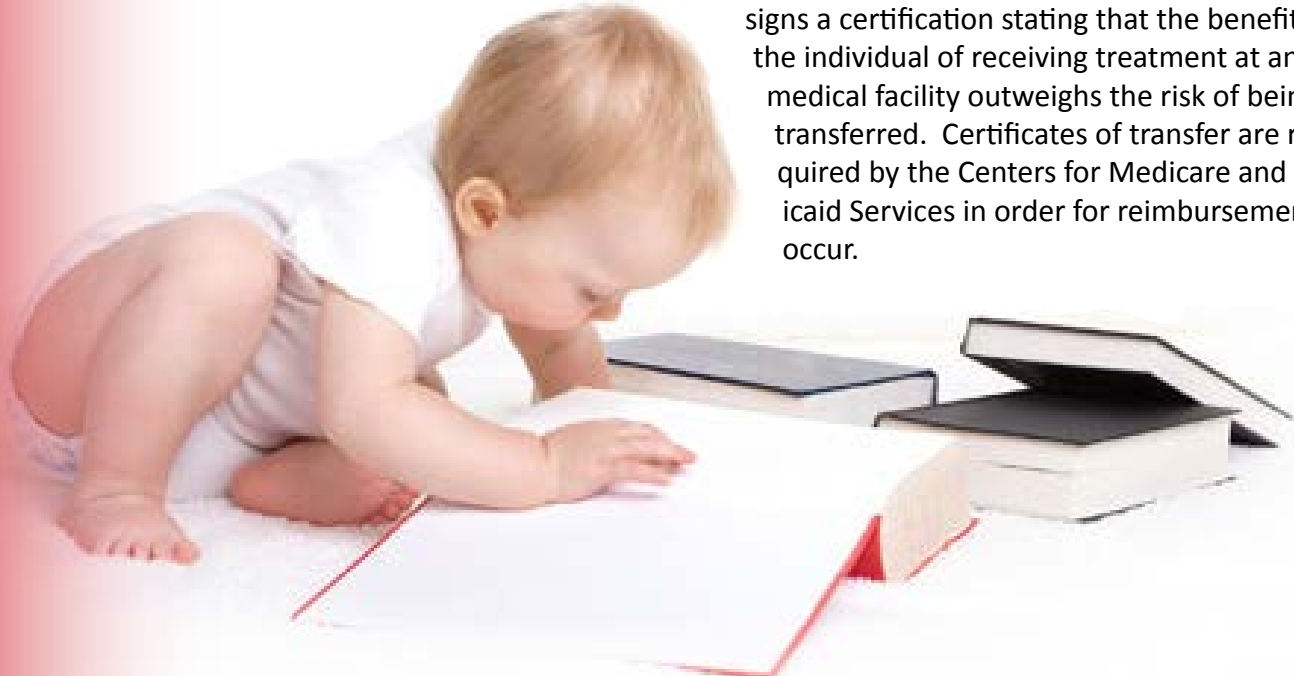 signs a certification stating that the benefit
the individual of receiving treatment at an
medical facility outweighs the risk of bein
transferred.  Certificates of transfer are r
quired by the Centers for Medicare and
icaid Services in order for reimbursemen
occur.